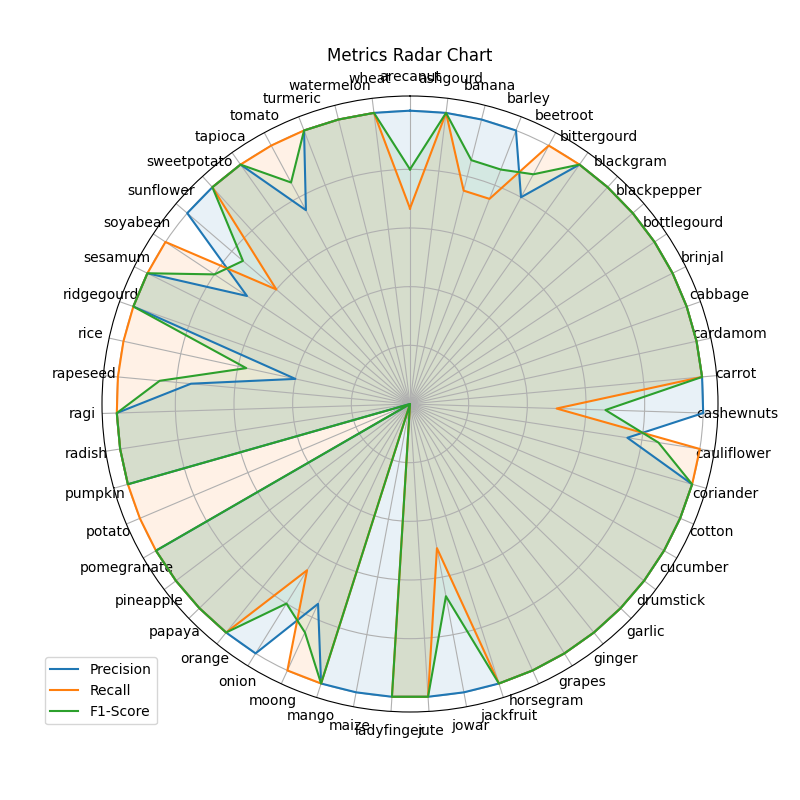 Metrics Radar Chart
arecanut
ashgourd
banana
barley
beetroot
bittergourd
blackgram
blackpepper
bottlegourd
brinjal
cabbage
cardamom
carrot
cashewnuts
cauliflower
coriander
cotton
cucumber
drumstick
garlic
ginger
grapes
horsegram
jackfruit
jowar
jute
ladyfinger
maize
mango
moong
onion
orange
papaya
pineapple
pomegranate
potato
pumpkin
radish
ragi
rapeseed
rice
ridgegourd
sesamum
soyabean
sunflower
sweetpotato
tapioca
tomato
turmeric
watermelon
wheat
Precision
Recall
F1-Score